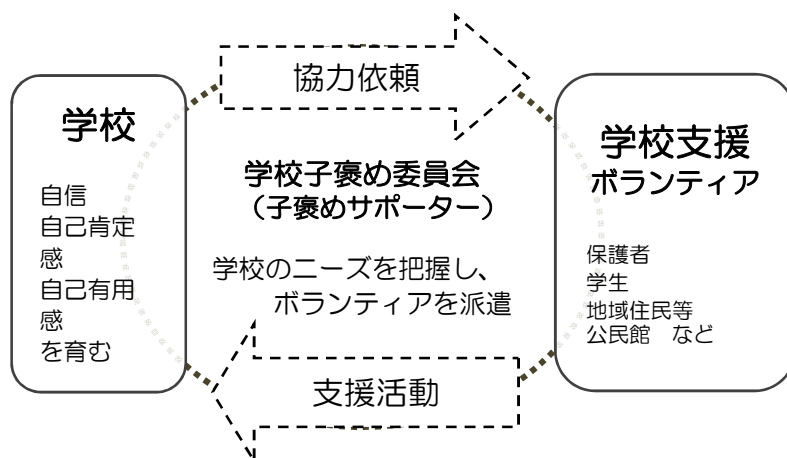 協力依頼
学校
自信
自己肯定
感
自己有用
感
を育む
学校子褒め委員会
（子褒めサポーター）
学校のニーズを把握し、
ボランティアを派遣
学校支援
ボランティア
保護者
学生
地域住民等
公民館　など
支援活動